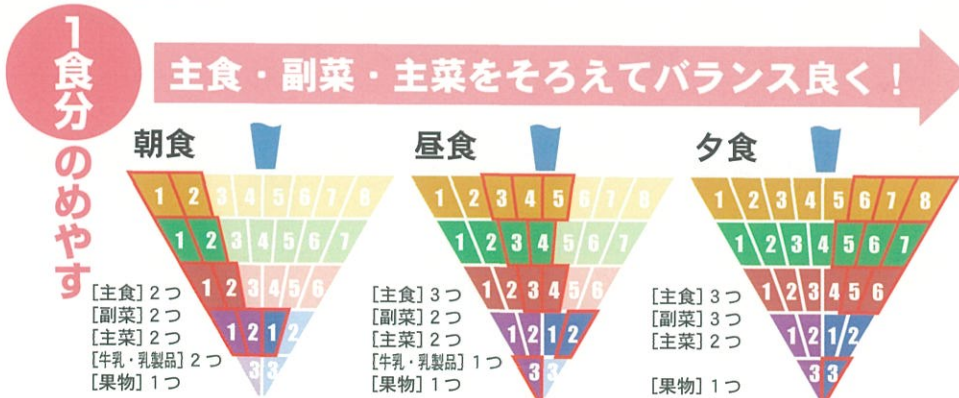 1食分のめやす
主食・副菜・主菜をそろえてバランス良く！
朝食
1 2 3 4 5 6 7 8
1 2 3 4 5 6 7
1 2 3 4 5 6
1 2 1 2
3 3
[主食] 2つ
[副菜] 2つ
[主菜] 2つ
[牛乳・乳製品] 2つ
[果物] 1つ
昼食
1 2 3 4 5 6 7 8
1 2 3 4 5 6 7
1 2 3 4 5 6
1 2 1 2
3 3
[主食] 3つ
[副菜] 2つ
[主菜] 2つ
[牛乳・乳製品] 1つ
[果物] 1つ
夕食
1 2 3 4 5 6 7 8
1 2 3 4 5 6 7
1 2 3 4 5 6
1 2 1 2
3 3
[主食] 3つ
[副菜] 3つ
[主菜] 2つ
[果物] 1つ